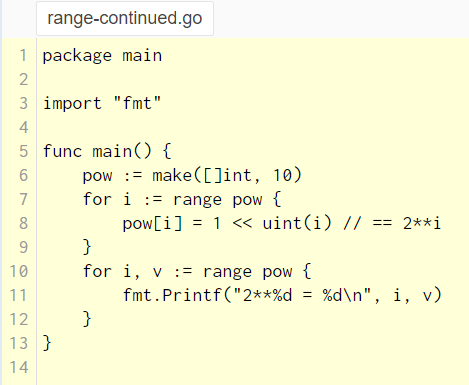 range-continued.go
1 package main
2
3 import "fmt"
4
5 func main() {
6     pow := make([]int, 10)
7     for i := range pow {
8         pow[i] = 1 << uint(i) // == 2**i
9     }
10     for i, v := range pow {
11         fmt.Printf("2**%d = %d\n", i, v)
12     }
13 }
14